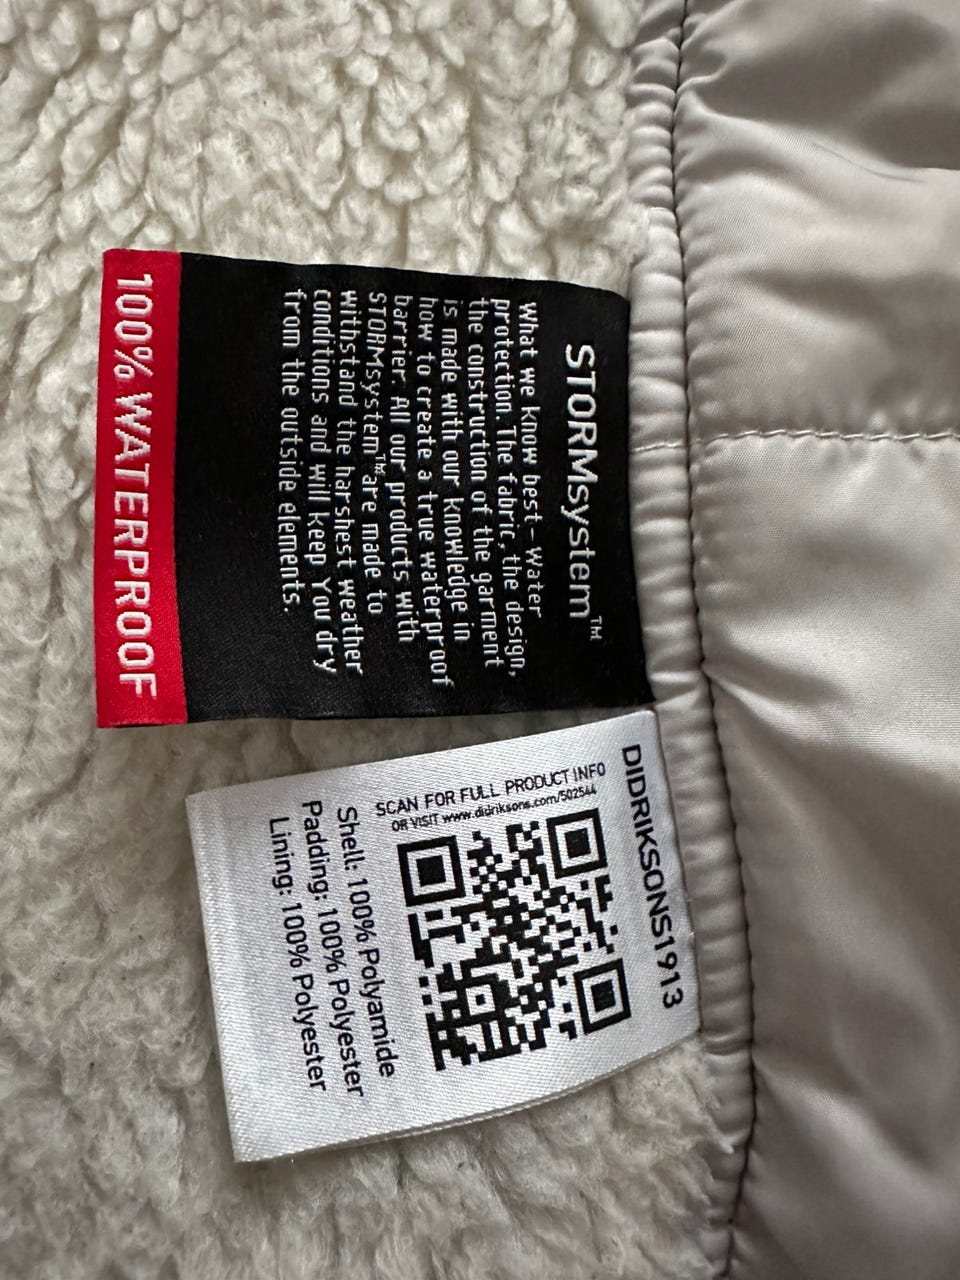 STORMsystem™
What we know best - water
protection. The fabric, the design,
the construction of the garment
is made with our knowledge in
how to create a true waterproof
barrier. All our products with
STORMsystem™are made to
withstand the harshest weather
conditions and will keep you dry
from the outside elements.
100% WATERPROOF
DIDRIKSONS1913
SCAN FOR FULL PRODUCT INFO
OR VISIT www.didriksons.com/502544
Shell: 100% Polyamide
Padding: 100% Polyester
Lining: 100% Polyester